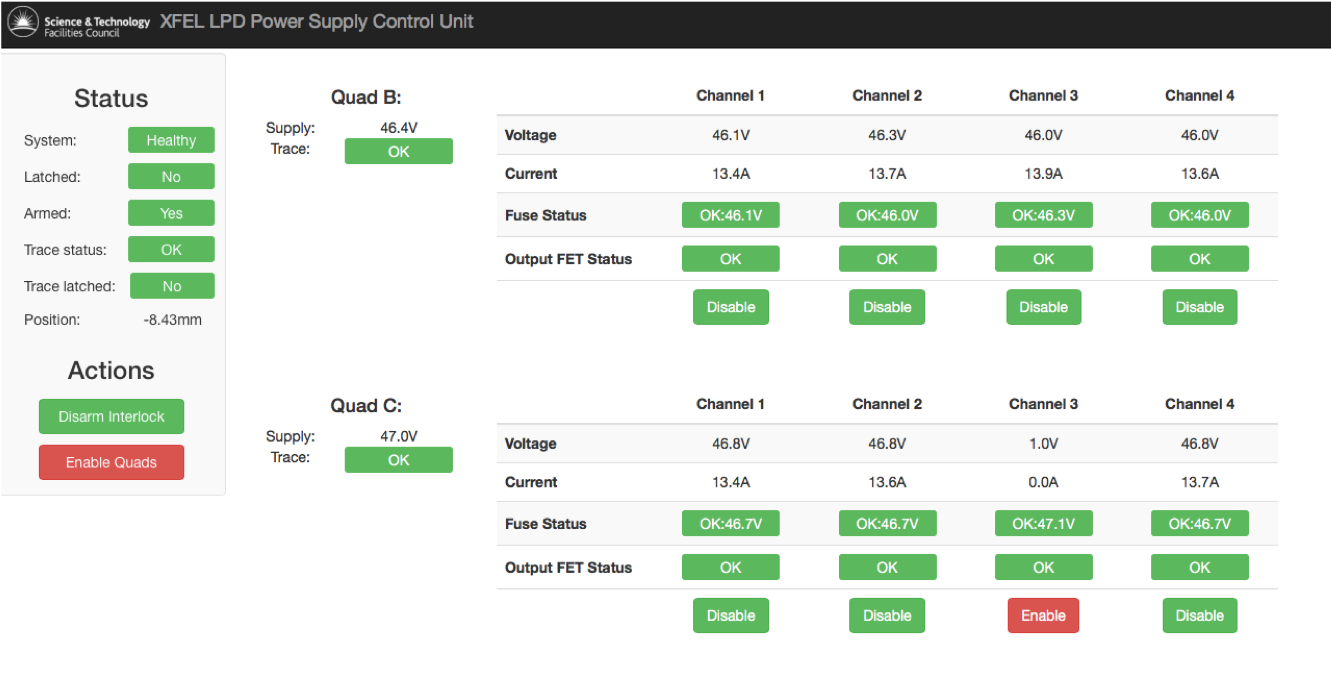 Science & Technology
Facilities Council
XFEL LPD Power Supply Control Unit
Status
System: Healthy
Latched: No
Armed: Yes
Trace status: OK
Trace latched: No
Position: -8.43mm
Actions
Disarm Interlock
Enable Quads
Quad B:
Supply: 46.4V
Trace: OK
Channel 1 Channel 2 Channel 3 Channel 4
Voltage 46.1V 46.3V 46.0V 46.0V
Current 13.4A 13.7A 13.9A 13.6A
Fuse Status OK:46.1V OK:46.0V OK:46.3V OK:46.0V
Output FET Status OK OK OK OK
Disable Disable Disable Disable
Quad C:
Supply: 47.0V
Trace: OK
Channel 1 Channel 2 Channel 3 Channel 4
Voltage 46.8V 46.8V 1.0V 46.8V
Current 13.4A 13.6A 0.0A 13.7A
Fuse Status OK:46.7V OK:46.7V OK:47.1V OK:46.7V
Output FET Status OK OK OK OK
Disable Disable Enable Disable